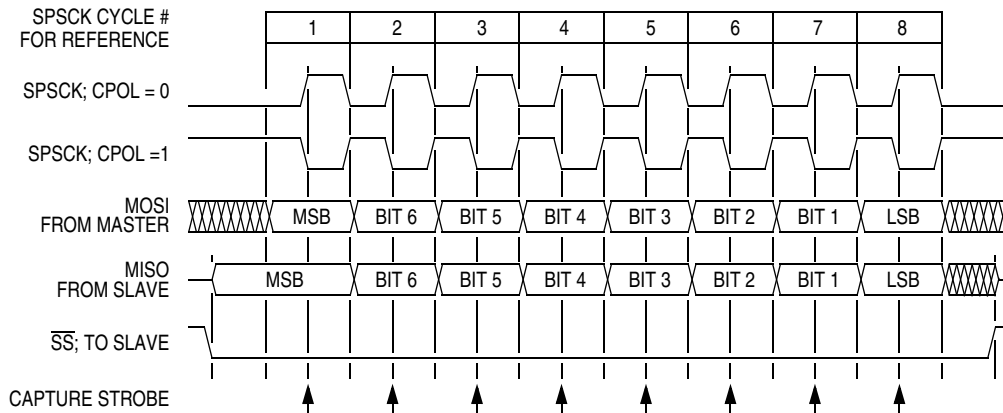 SPSCK CYCLE #
FOR REFERENCE
1 2 3 4 5 6 7 8
SPSCK; CPOL = 0
SPSCK; CPOL =1
MOSI
FROM MASTER
MSB BIT 6 BIT 5 BIT 4 BIT 3 BIT 2 BIT 1 LSB
MISO
FROM SLAVE
MSB BIT 6 BIT 5 BIT 4 BIT 3 BIT 2 BIT 1 LSB
SS; TO SLAVE
CAPTURE STROBE